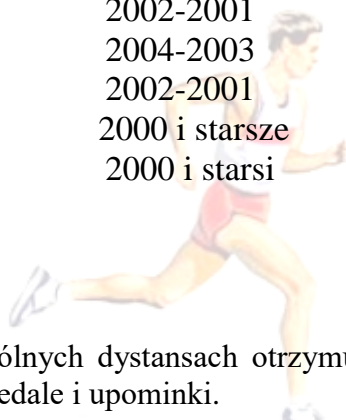 2002-2001
2004-2003
2002-2001
2000 i starsze
2000 i starsi
ólnych dystansach otrzymu
edale i upominki.